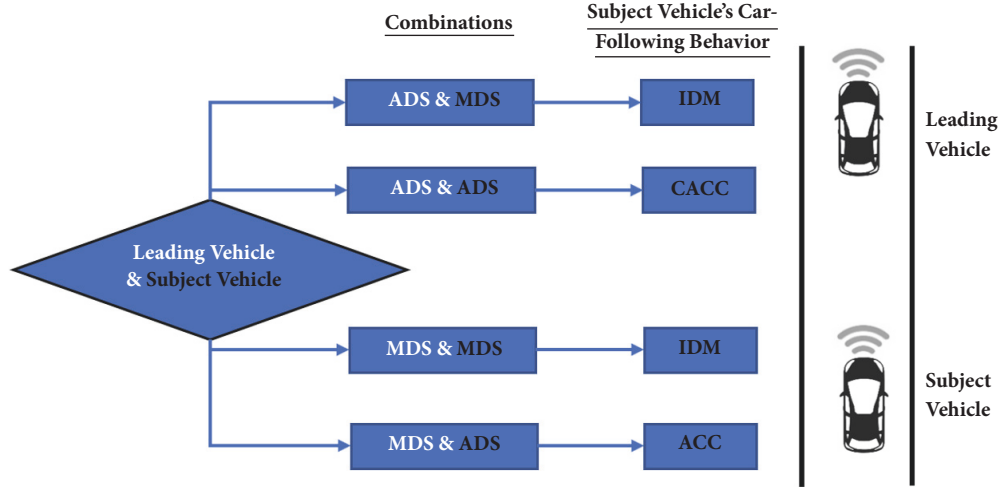 Combinations
Subject Vehicle's Car-
Following Behavior
ADS & MDS
IDM
ADS & ADS
CACC
Leading Vehicle
& Subject Vehicle
MDS & MDS
IDM
MDS & ADS
ACC
Leading
Vehicle
Subject
Vehicle